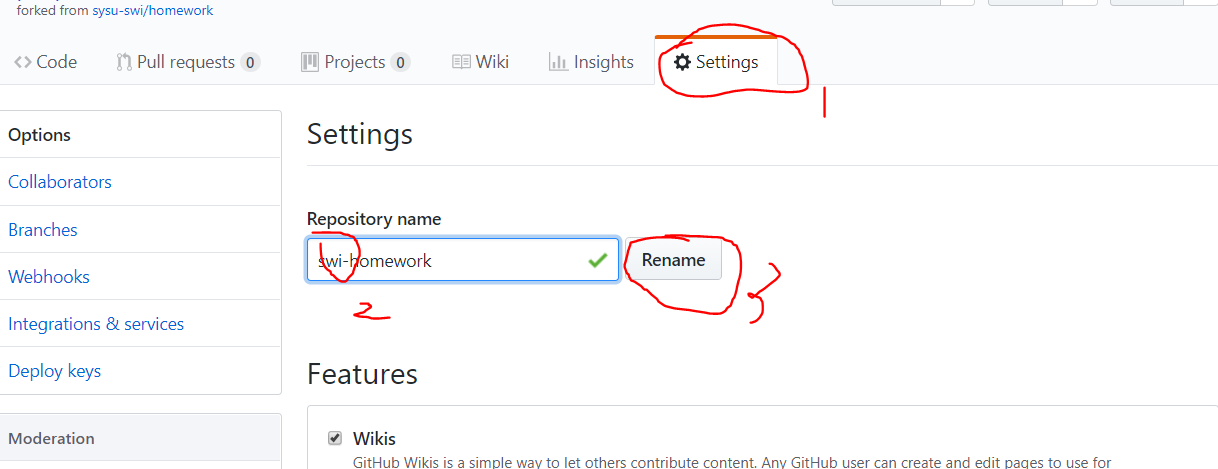 forked from sysu-swi/homework
Code Pull requests 0 Projects 0 Wiki Insights Settings
1
Options
Collaborators
Branches
Webhooks
Integrations & services
Deploy keys
Moderation
Settings
Repository name
swi-homework Rename
2 3
Features
Wikis
GitHub Wikis is a simple way to let others contribute content. Any GitHub user can create and edit pages to use for